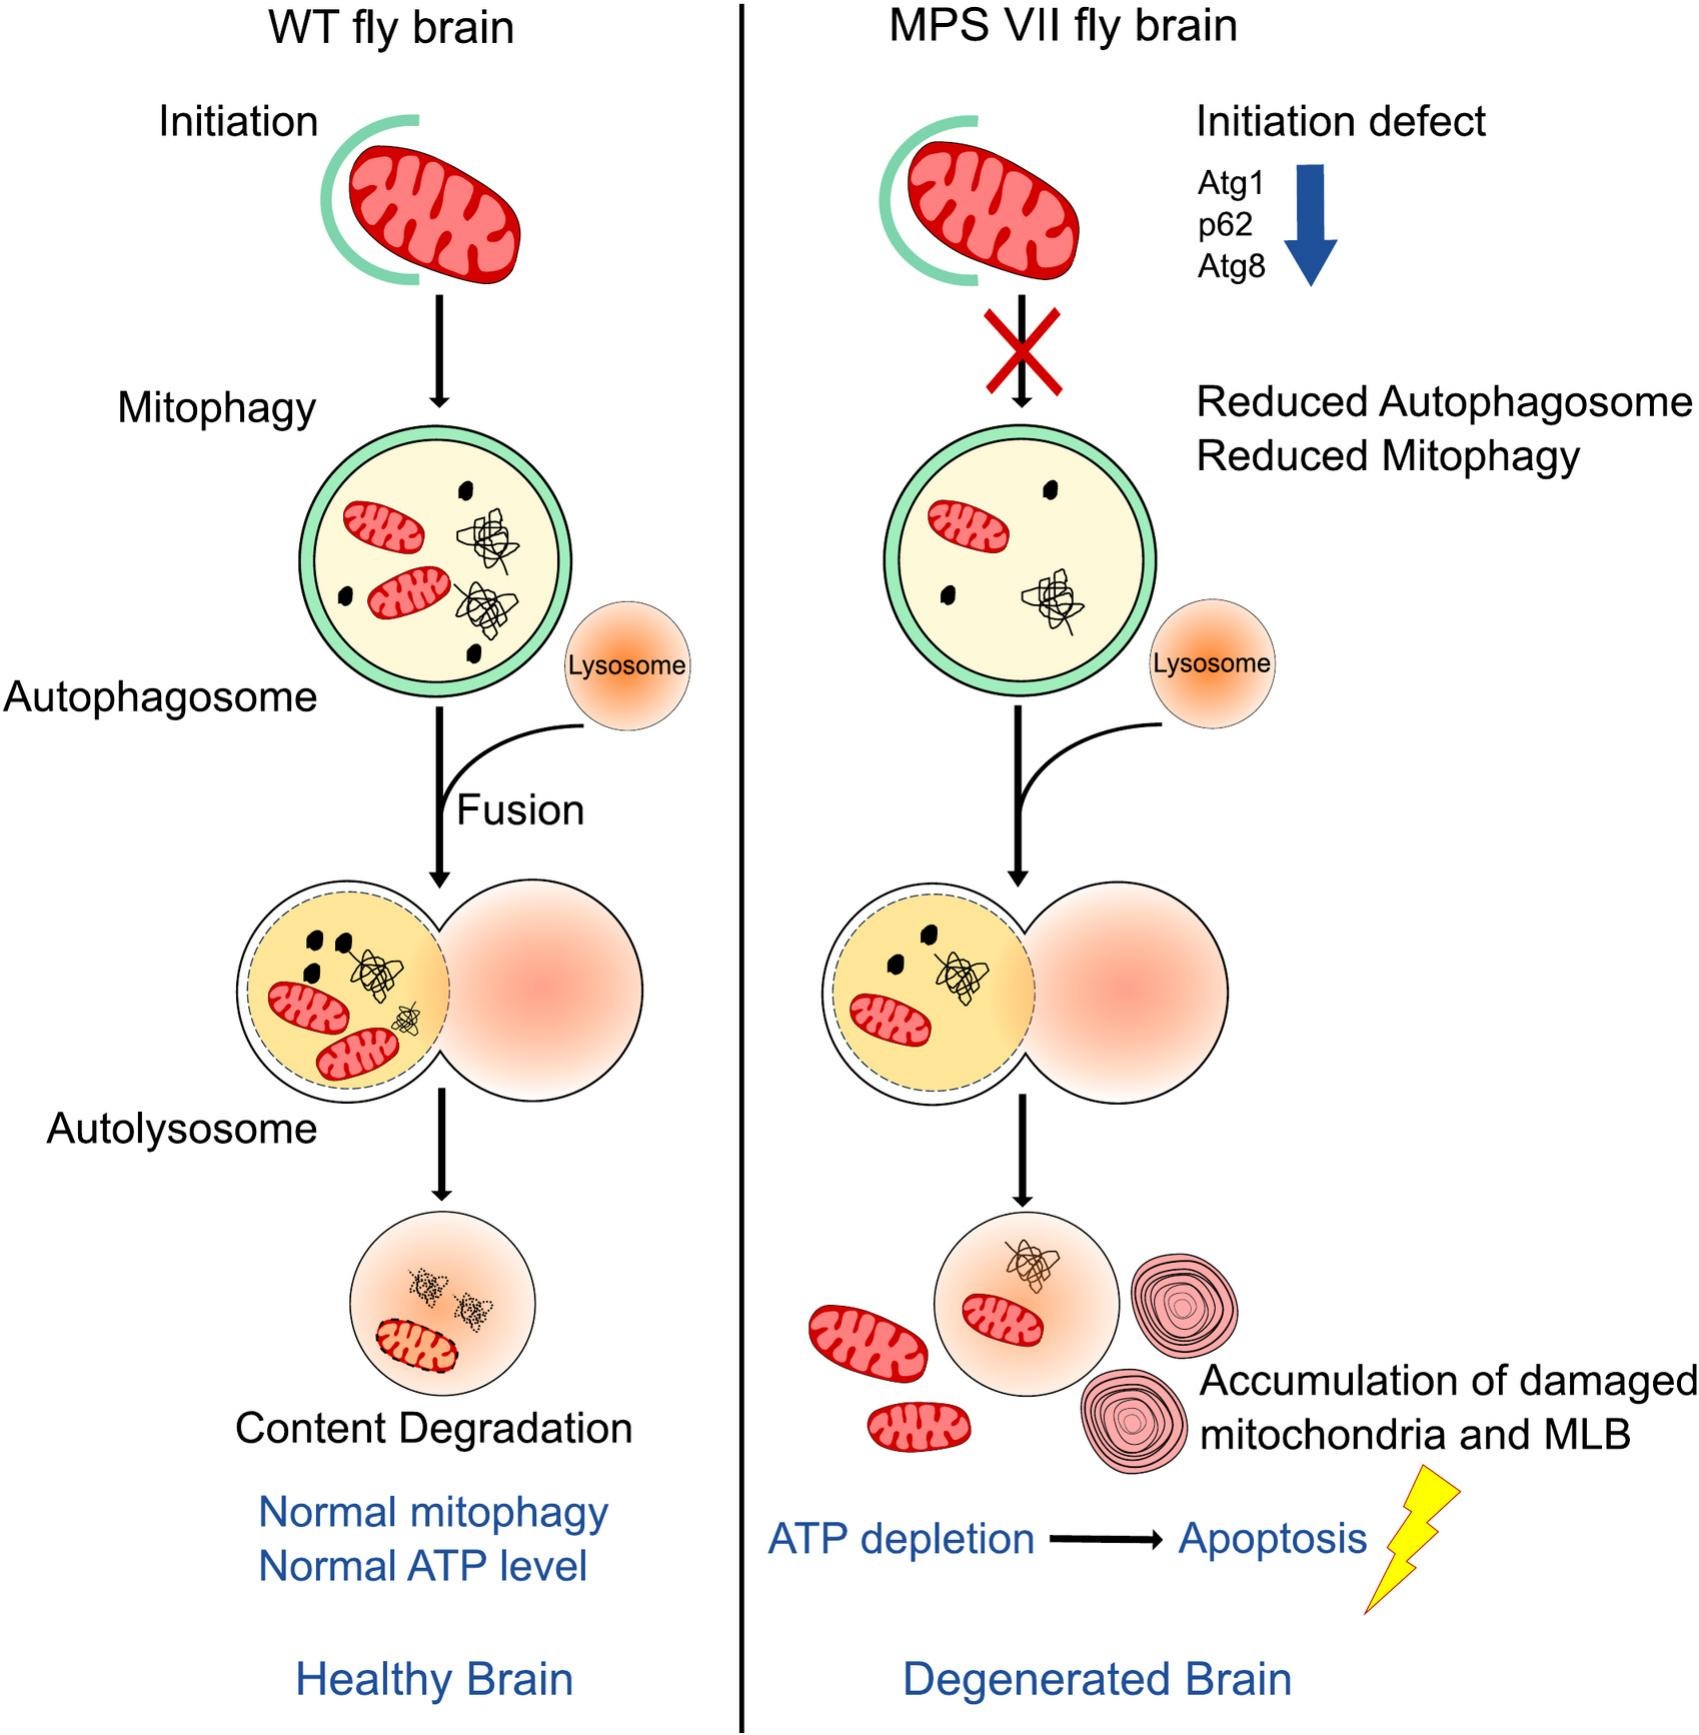 WT fly brain
Initiation
Mitophagy
Lysosome
Autophagosome
Fusion
Autolysosome
Content Degradation
Normal mitophagy
Normal ATP level
Healthy Brain
MPS VII fly brain
Initiation defect
Atg1
p62
Atg8
Reduced Autophagosome
Reduced Mitophagy
Lysosome
Accumulation of damaged
mitochondria and MLB
ATP depletion
Apoptosis
Degenerated Brain